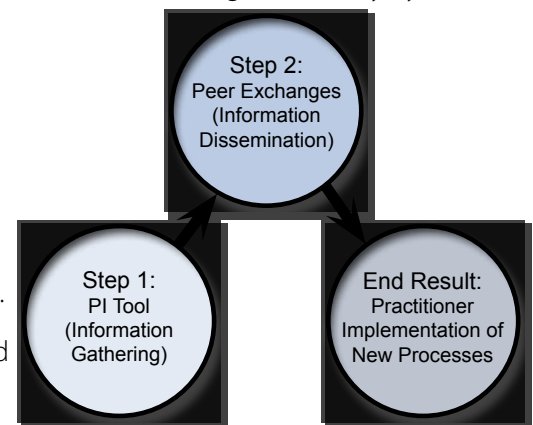 Step 2:
Peer Exchanges
(Information
Dissemination)
Step 1:
PI Tool
(Information
Gathering)
End Result:
Practitioner
Implementation of
New Processes